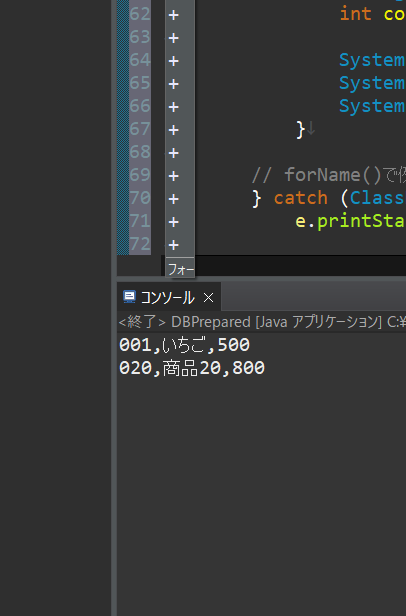 62 + int co
63 +
64 + System
65 + System
66 + System
67 + }↓
68 +
69 + // forName()で
70 + } catch (Class
71 + e.printSta
72 +
フォー
コンソール ×
<終了> DBPrepared [Java アプリケーション] C:¥
001,いちご,500
020,商品20,800